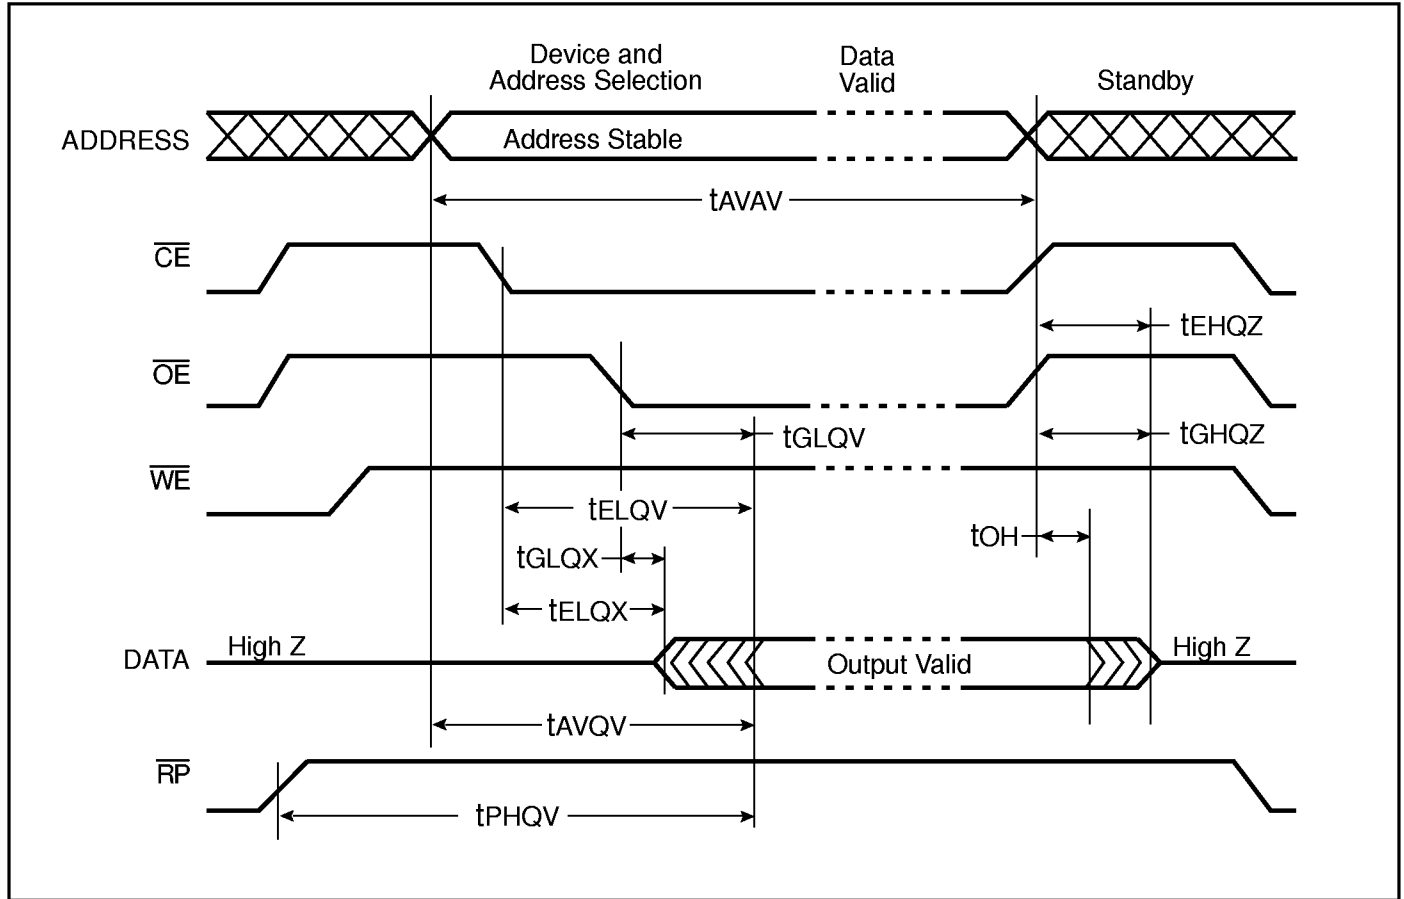 Device and
Address Selection
Data
Valid
Standby
ADDRESS
Address Stable
tAVAV
CE
tEHQZ
OE
tGLQV
tGHQZ
WE
tELQV
tOH
tGLQX
tELQX
DATA
High Z
Output Valid
High Z
tAVQV
RP
tPHQV